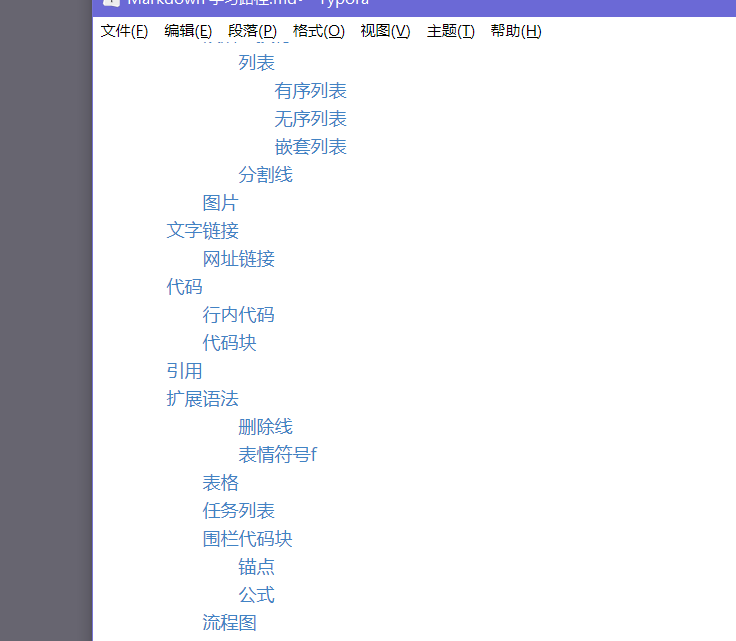 Markdown 学习路径.md - Typora
文件(F) 编辑(E) 段落(P) 格式(O) 视图(V) 主题(T) 帮助(H)
列表
有序列表
无序列表
嵌套列表
分割线
图片
文字链接
网址链接
代码
行内代码
代码块
引用
扩展语法
删除线
表情符号f
表格
任务列表
围栏代码块
锚点
公式
流程图